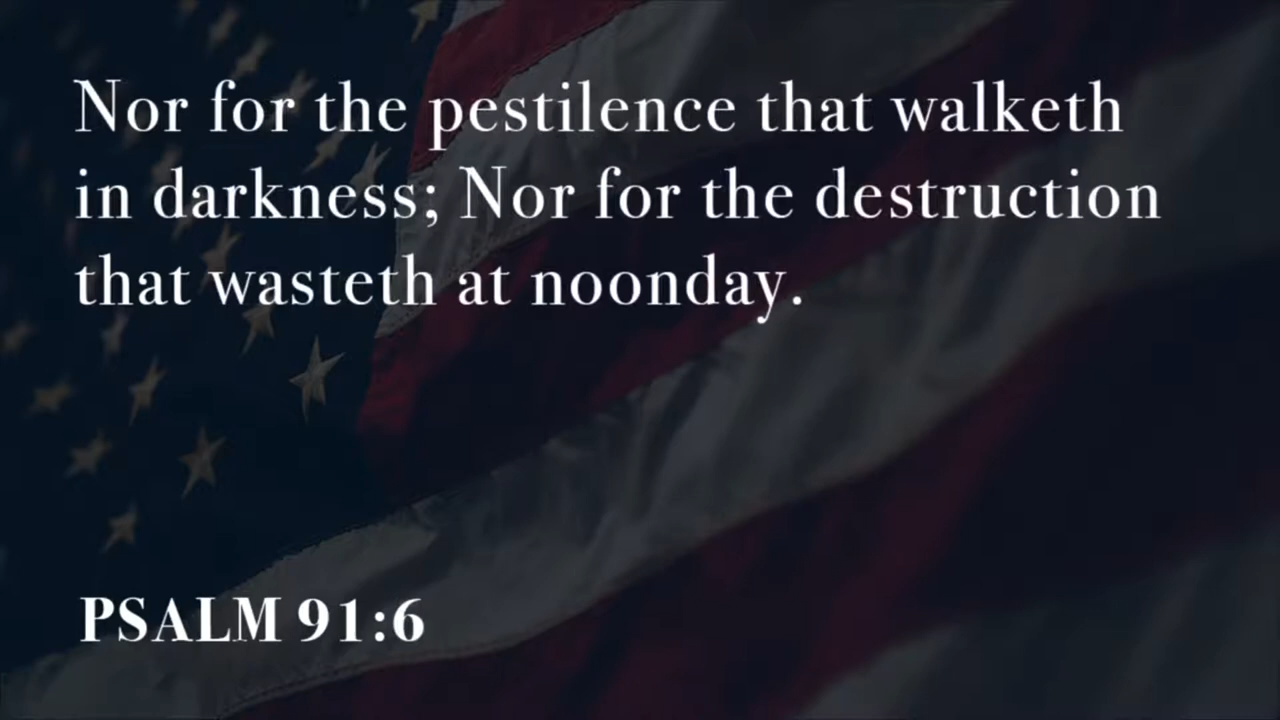 Nor for the pestilence that walketh
in darkness; Nor for the destruction
that wasteth at noonday.
PSALM 91:6